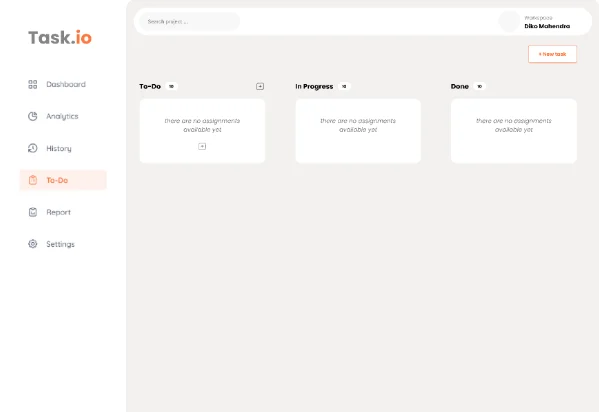 Task.io
Dashboard
Analytics
History
To-Do
Report
Settings
Search project ...
Workspace
Diko Mahendra
+ New task
To-Do 10
there are no assignments
available yet
In Progress 10
there are no assignments
available yet
Done 10
there are no assignments
available yet